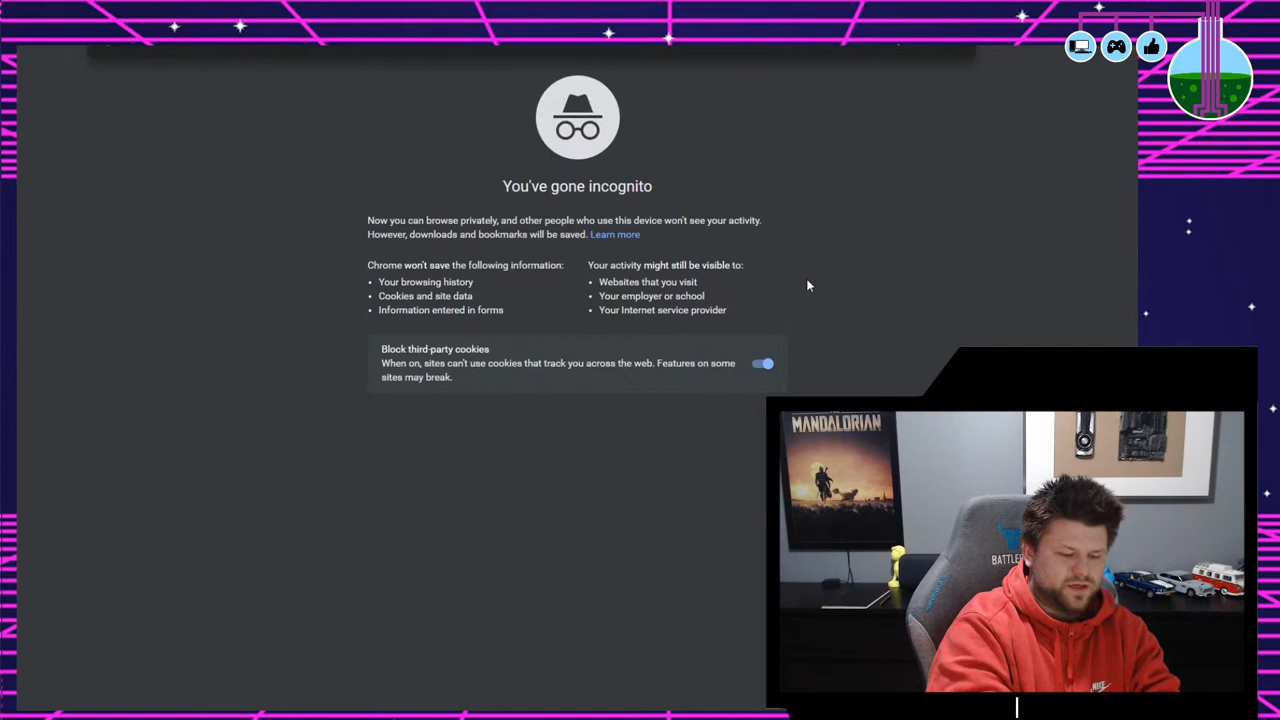 You've gone incognito
Now you can browse privately, and other people who use this device won't see your activity.
However, downloads and bookmarks will be saved. Learn more
Chrome won't save the following information:
• Your browsing history
• Cookies and site data
• Information entered in forms
Your activity might still be visible to:
• Websites that you visit
• Your employer or school
• Your Internet service provider
Block third-party cookies
When on, sites can't use cookies that track you across the web. Features on some
sites may break.
MANDALORIAN
BATTLE
NIKE